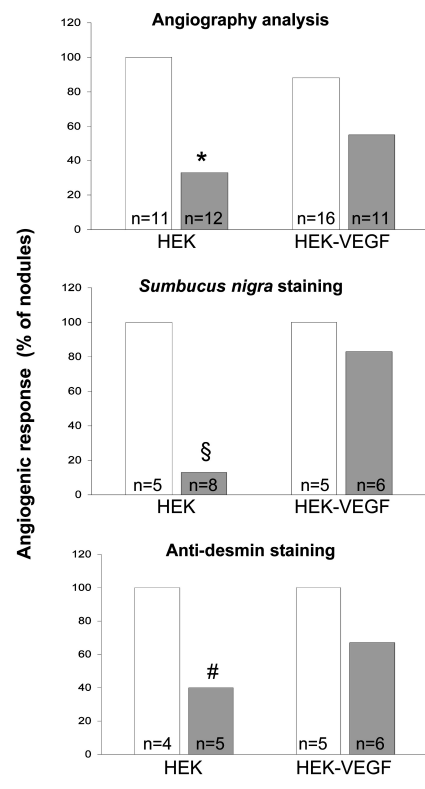 Angiogenic response (% of nodules)
Angiography analysis
120
100
80
60
40
20
0
*
n=11 n=12 n=16 n=11
HEK HEK-VEGF
Sumbucus nigra staining
120
100
80
60
40
20
0
§
n=5 n=8 n=5 n=6
HEK HEK-VEGF
Anti-desmin staining
120
100
80
60
40
20
0
#
n=4 n=5 n=5 n=6
HEK HEK-VEGF